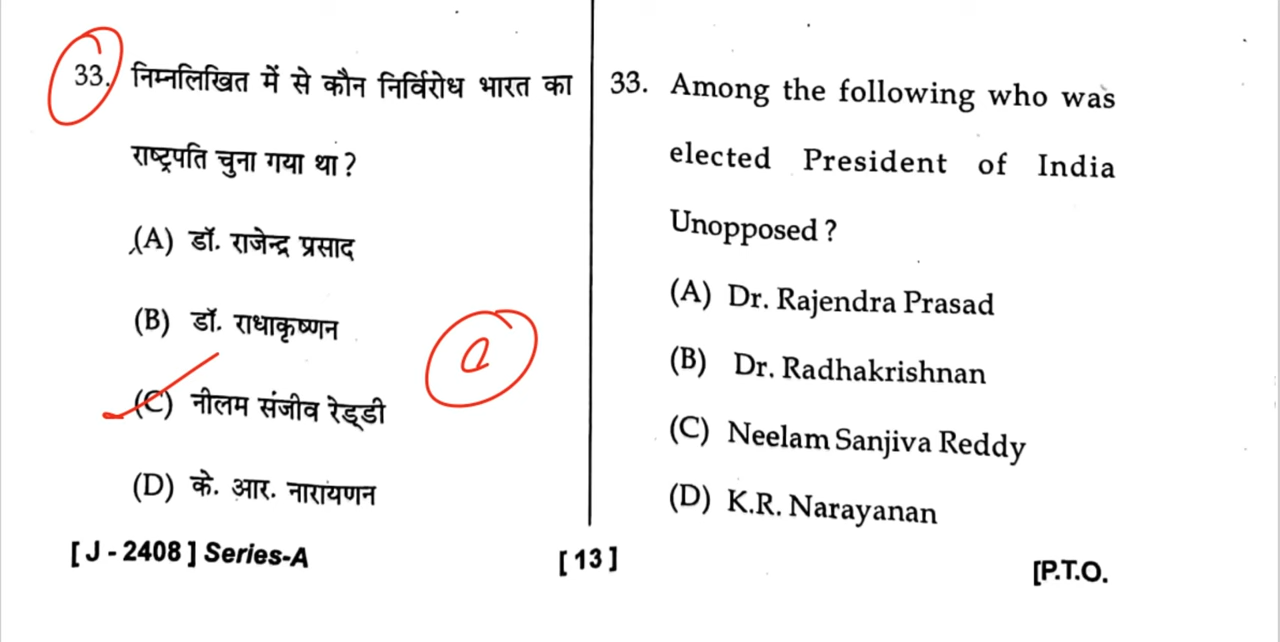 33. निम्नलिखित में से कौन निर्विरोध भारत का
राष्ट्रपति चुना गया था ?
(A) डॉ. राजेन्द्र प्रसाद
(B) डॉ. राधाकृष्णन
(C) नीलम संजीव रेड्डी
(D) के. आर. नारायणन
a
33. Among the following who was
elected President of India
Unopposed ?
(A) Dr. Rajendra Prasad
(B) Dr. Radhakrishnan
(C) Neelam Sanjiva Reddy
(D) K.R. Narayanan
[ J - 2408 ] Series-A
[ 13 ]
[P.T.O.